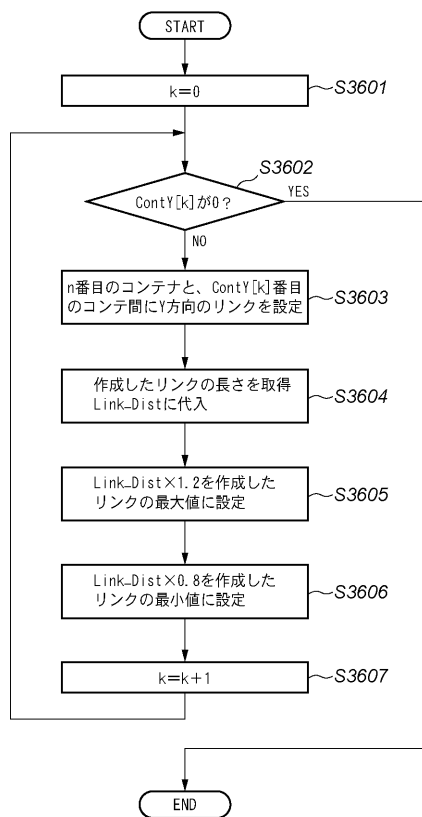 START
k=0
S3601
S3602
ContY[k]が0?
YES
NO
n番目のコンテナと、ContY[k]番目
のコンテ間にY方向のリンクを設定
S3603
作成したリンクの長さを取得
Link_Distに代入
S3604
Link_Dist×1.2を作成した
リンクの最大値に設定
S3605
Link_Dist×0.8を作成した
リンクの最小値に設定
S3606
k=k+1
S3607
END